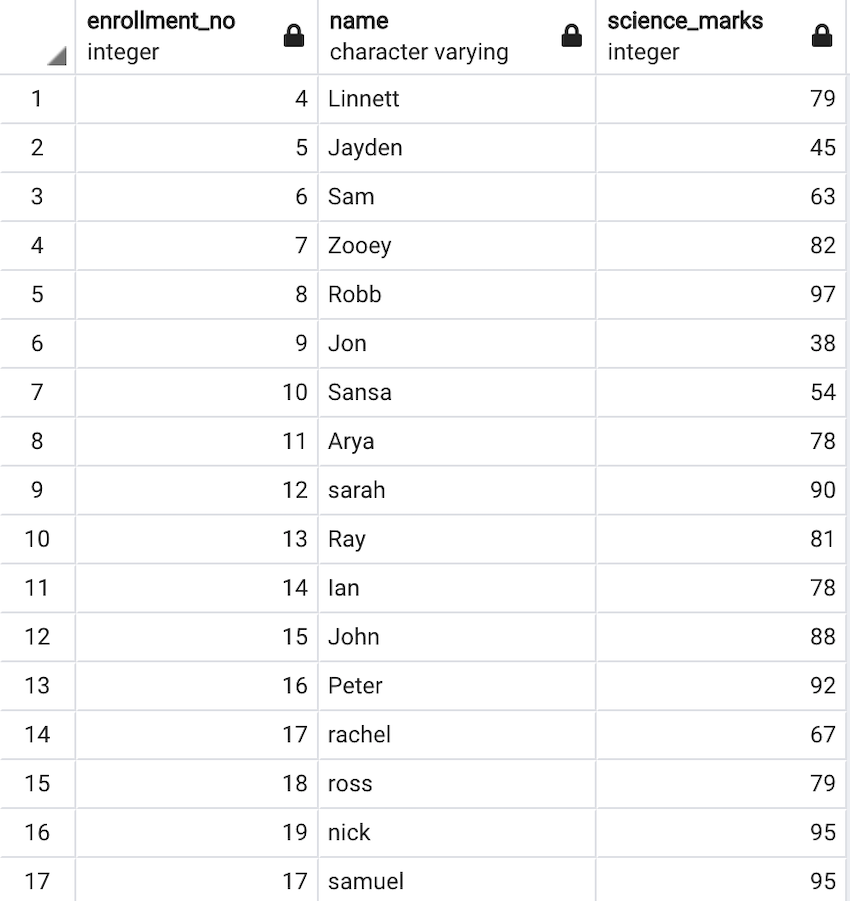 enrollment_no name science_marks
integer character varying integer
1 4 Linnett 79
2 5 Jayden 45
3 6 Sam 63
4 7 Zooey 82
5 8 Robb 97
6 9 Jon 38
7 10 Sansa 54
8 11 Arya 78
9 12 sarah 90
10 13 Ray 81
11 14 Ian 78
12 15 John 88
13 16 Peter 92
14 17 rachel 67
15 18 ross 79
16 19 nick 95
17 17 samuel 95